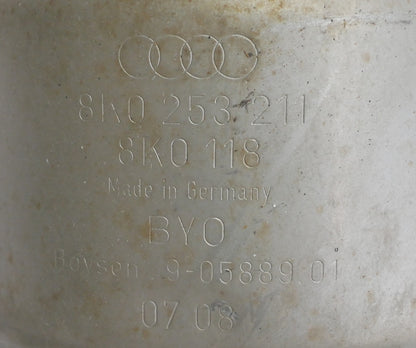 8K0 253 211
8K0 118
Made in Germany
BYO
Boysen 9-05889.01
07 08